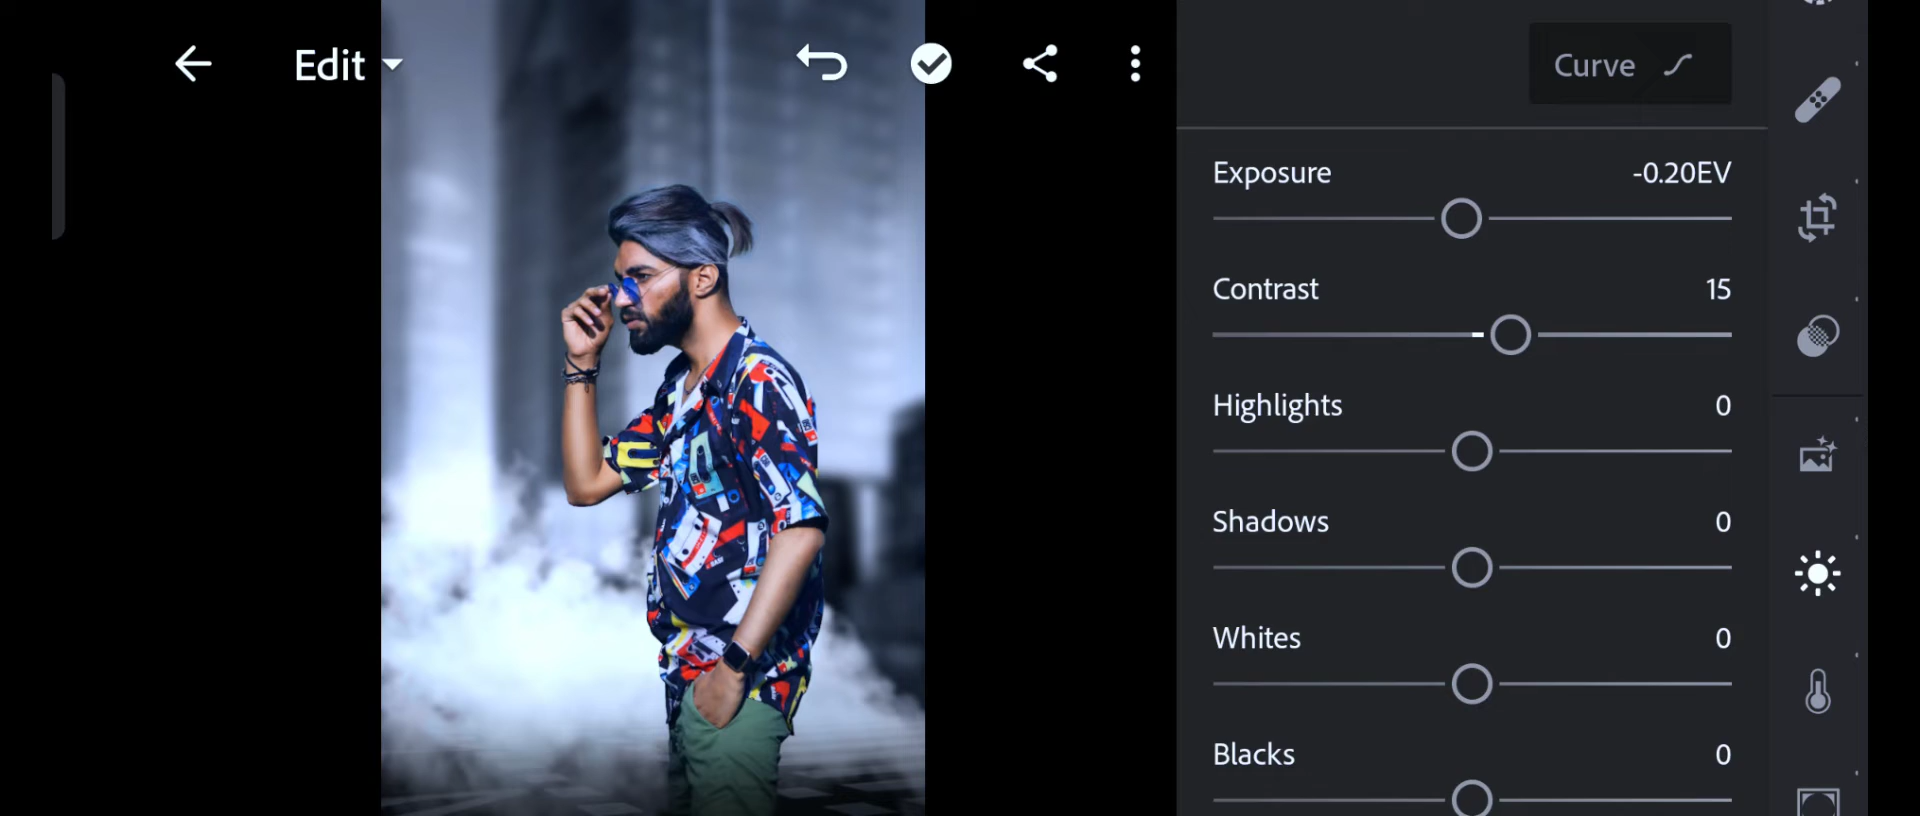 Edit
Curve
Exposure -0.20EV
Contrast 15
Highlights 0
Shadows 0
Whites 0
Blacks 0